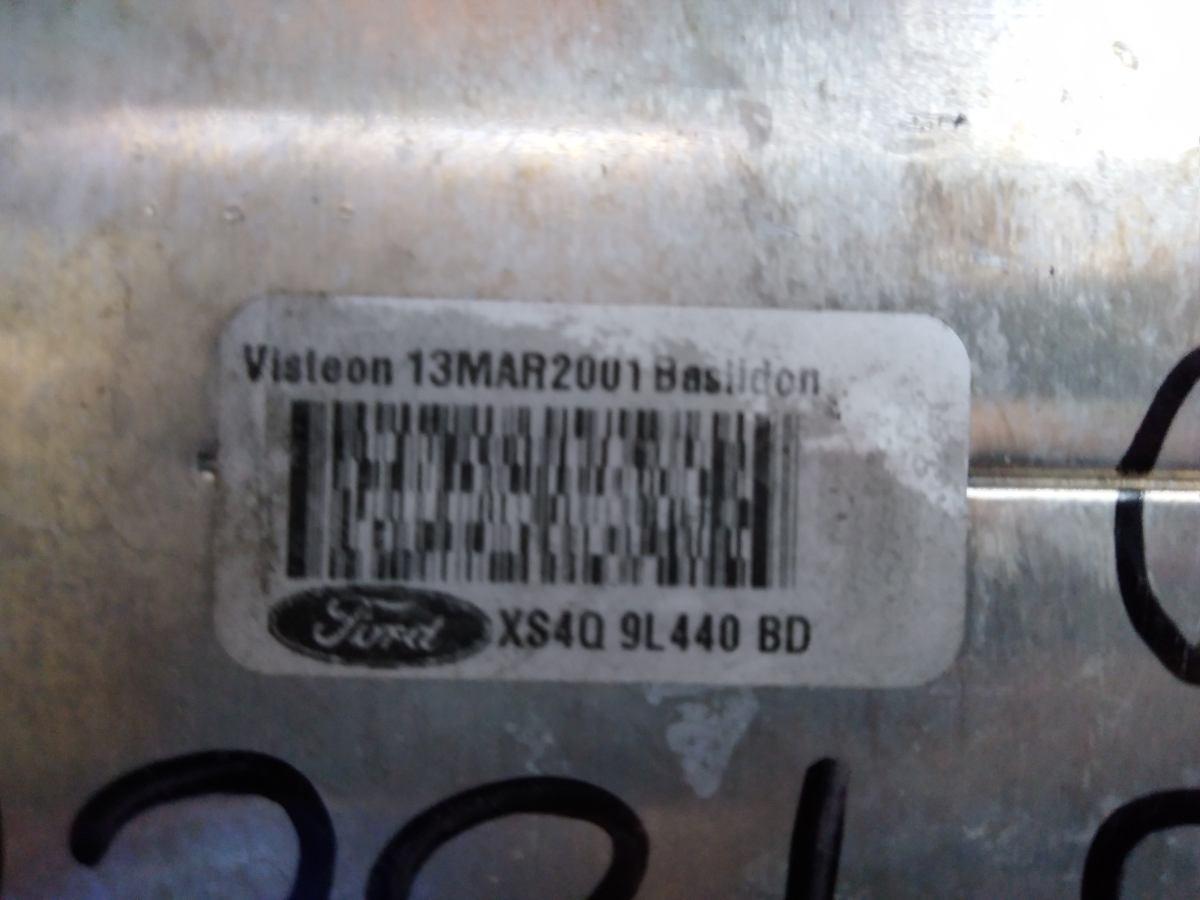 Visteon 13MAR2001 Basildon
Ford XS4Q 9L440 BD